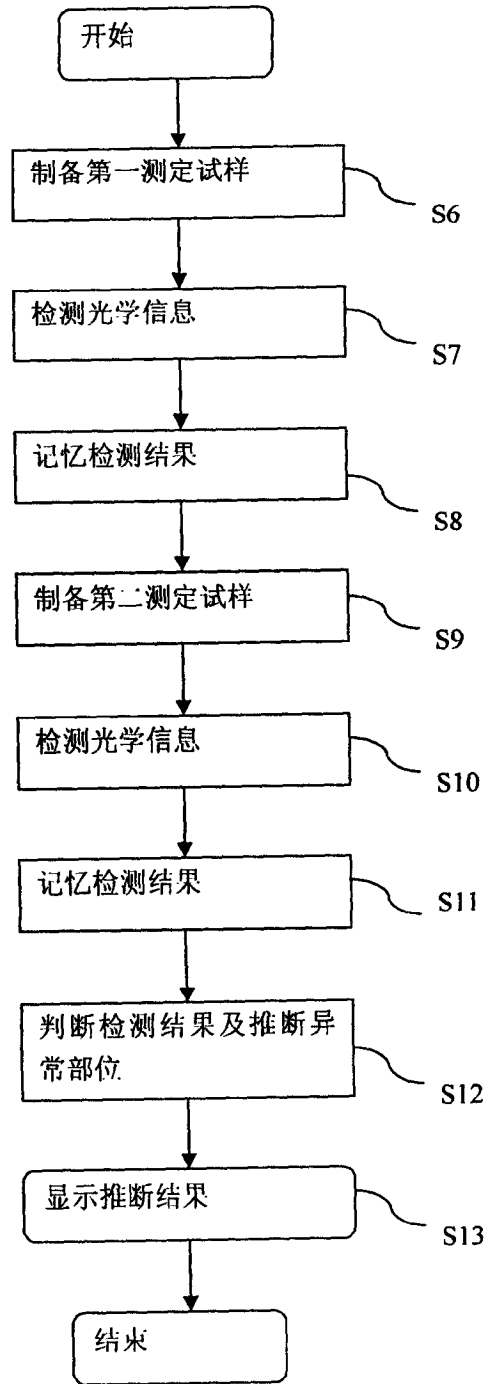 开始
制备第一测定试样
S6
检测光学信息
S7
记忆检测结果
S8
制备第二测定试样
S9
检测光学信息
S10
记忆检测结果
S11
判断检测结果及推断异
常部位
S12
显示推断结果
S13
结束